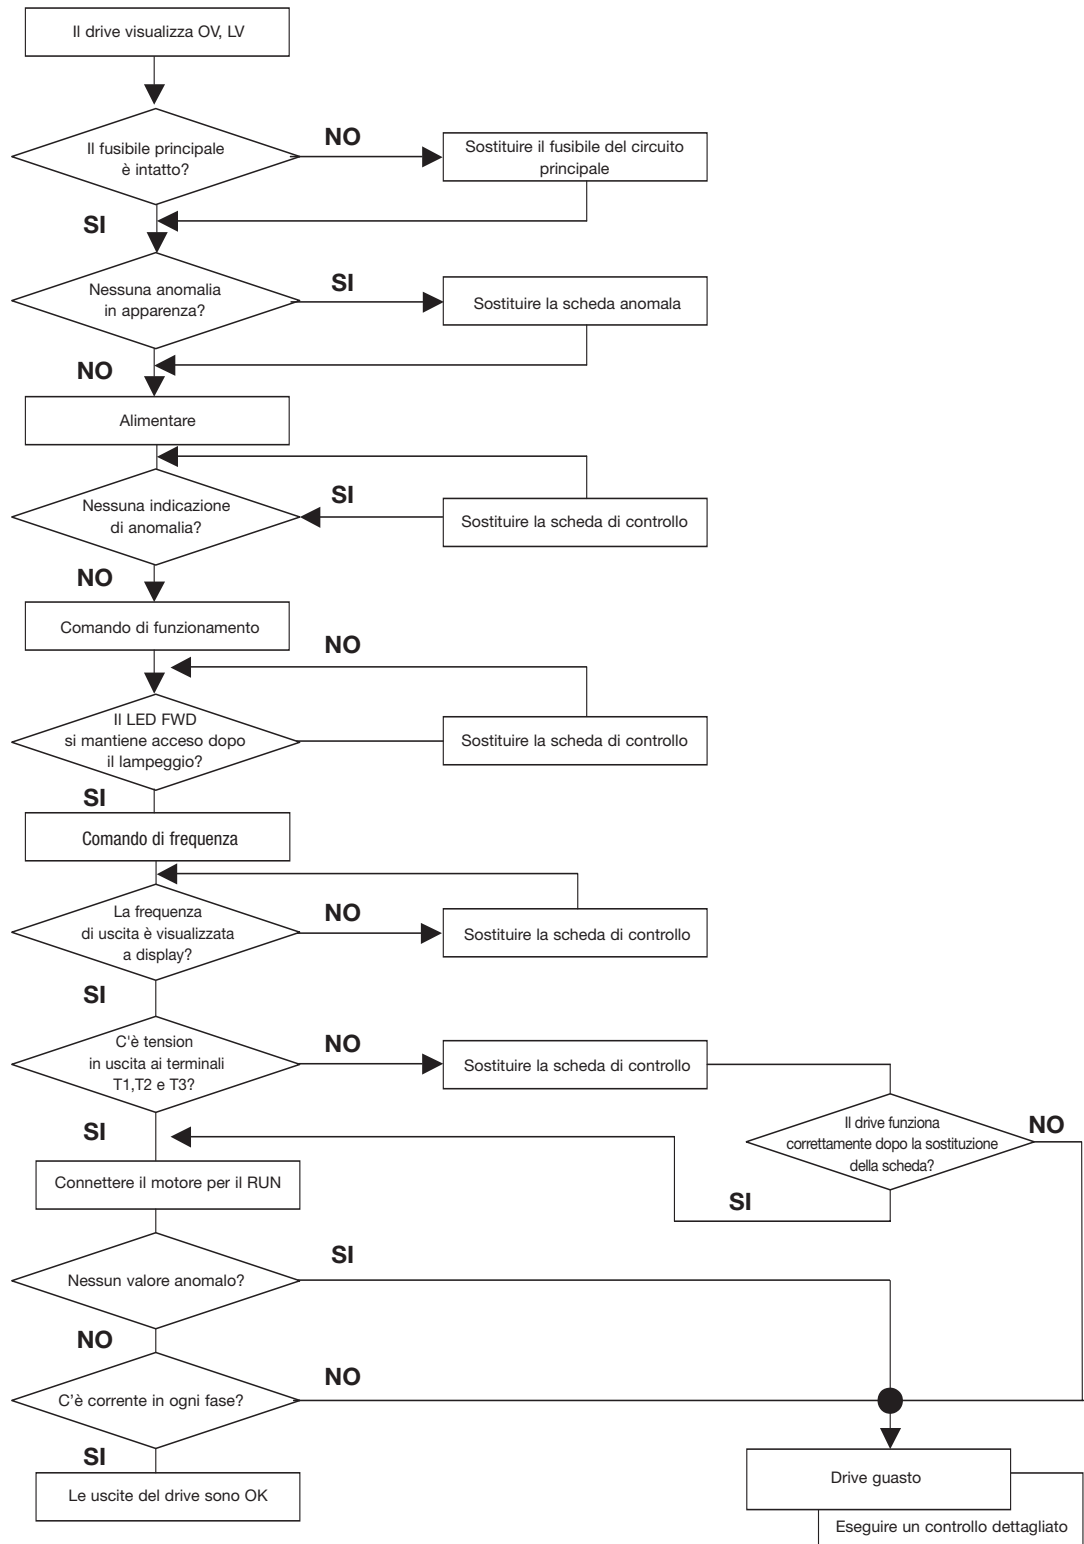 Il drive visualizza OV, LV
Il fusibile principale
è intatto?
NO
Sostituire il fusibile del circuito
principale
SI
Nessuna anomalia
in apparenza?
SI
Sostituire la scheda anomala
NO
Alimentare
Nessuna indicazione
di anomalia?
SI
Sostituire la scheda di controllo
NO
Comando di funzionamento
NO
Il LED FWD
si mantiene acceso dopo
il lampeggio?
Sostituire la scheda di controllo
SI
Comando di frequenza
La frequenza
di uscita è visualizzata
a display?
NO
Sostituire la scheda di controllo
SI
C'è tension
in uscita ai terminali
T1,T2 e T3?
NO
Sostituire la scheda di controllo
Il drive funziona
correttamente dopo la sostituzione
della scheda?
NO
SI
SI
Connettere il motore per il RUN
Nessun valore anomalo?
SI
NO
C’è corrente in ogni fase?
NO
SI
Le uscite del drive sono OK
Drive guasto
Eseguire un controllo dettagliato